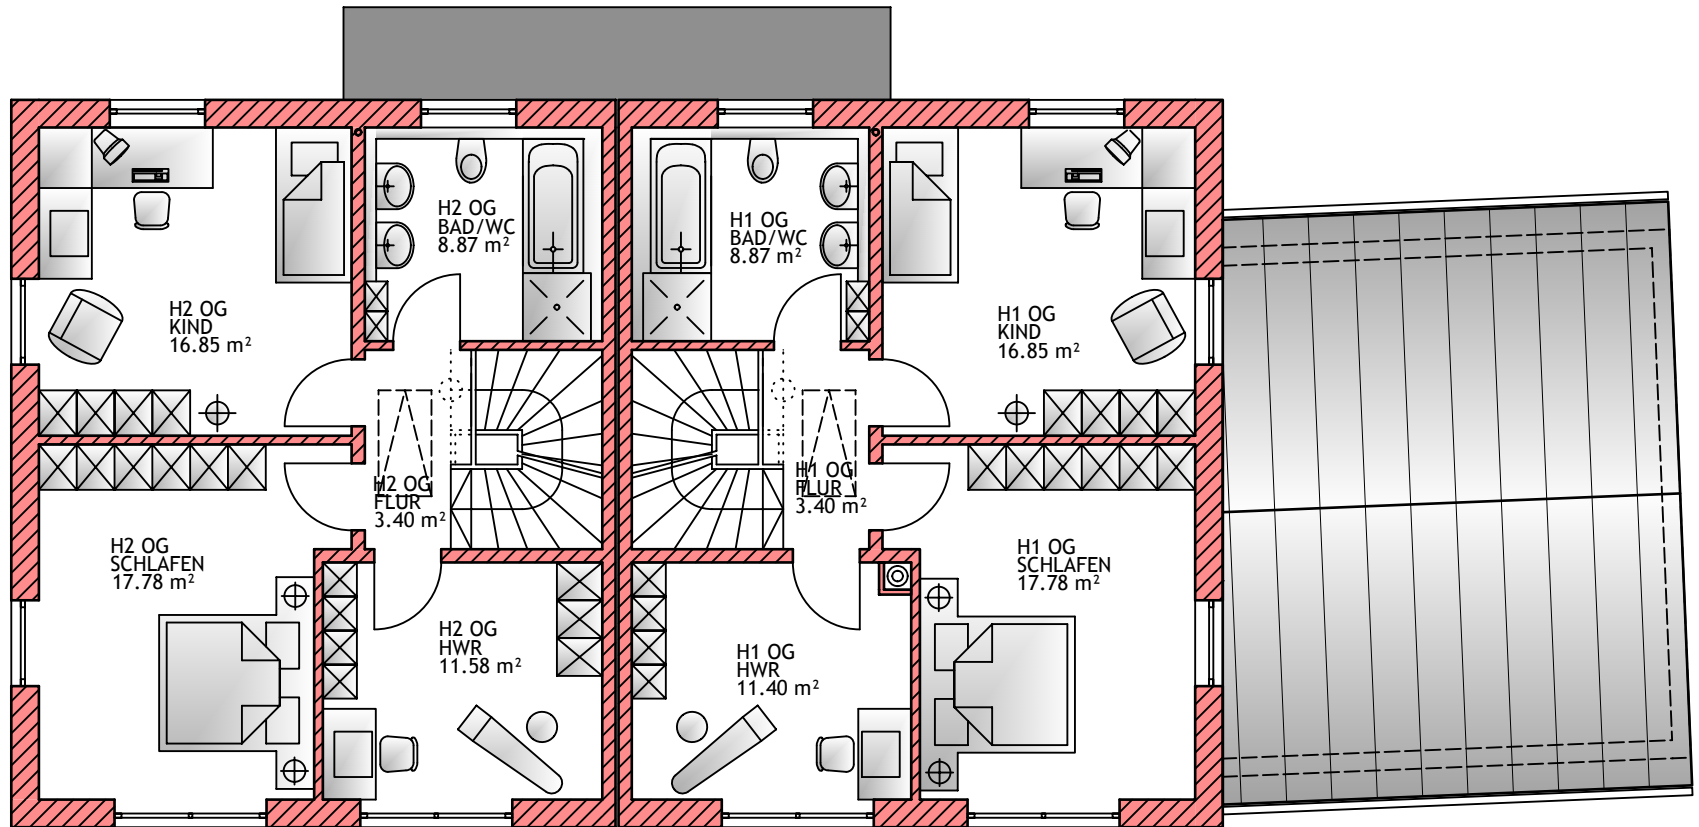 H2 OG
BAD/WC
8.87 m²
H1 OG
BAD/WC
8.87 m²
H2 OG
KIND
16.85 m²
H1 OG
KIND
16.85 m²
H2 OG
FLUR
3.40 m²
H1 OG
FLUR
3.40 m²
H2 OG
SCHLAFEN
17.78 m²
H1 OG
SCHLAFEN
17.78 m²
H2 OG
HWR
11.58 m²
H1 OG
HWR
11.40 m²